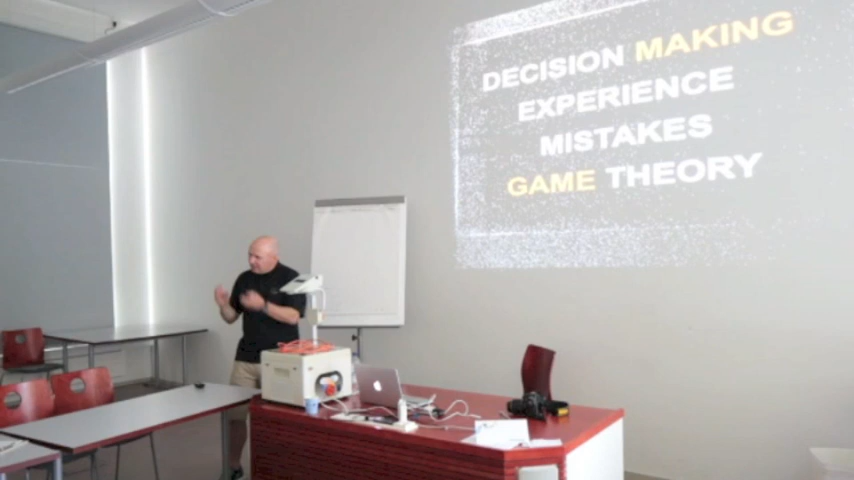 DECISION MAKING
EXPERIENCE
MISTAKES
GAME THEORY